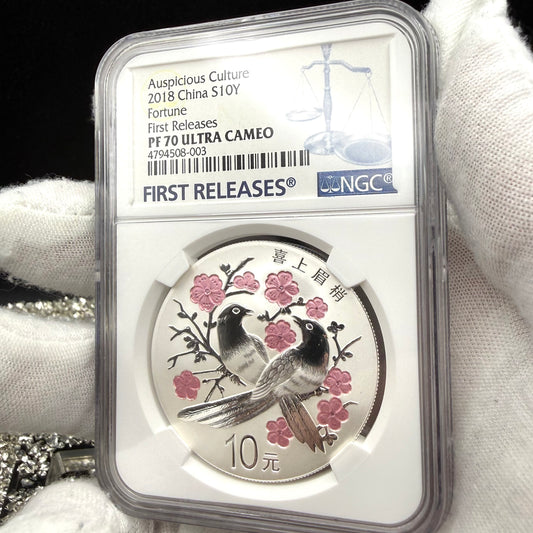 Auspicious Culture
2018 China S10Y
Fortune
First Releases
PF 70 ULTRA CAMEO
4794508-003
FIRST RELEASES®
NGC®
喜上眉梢
10元